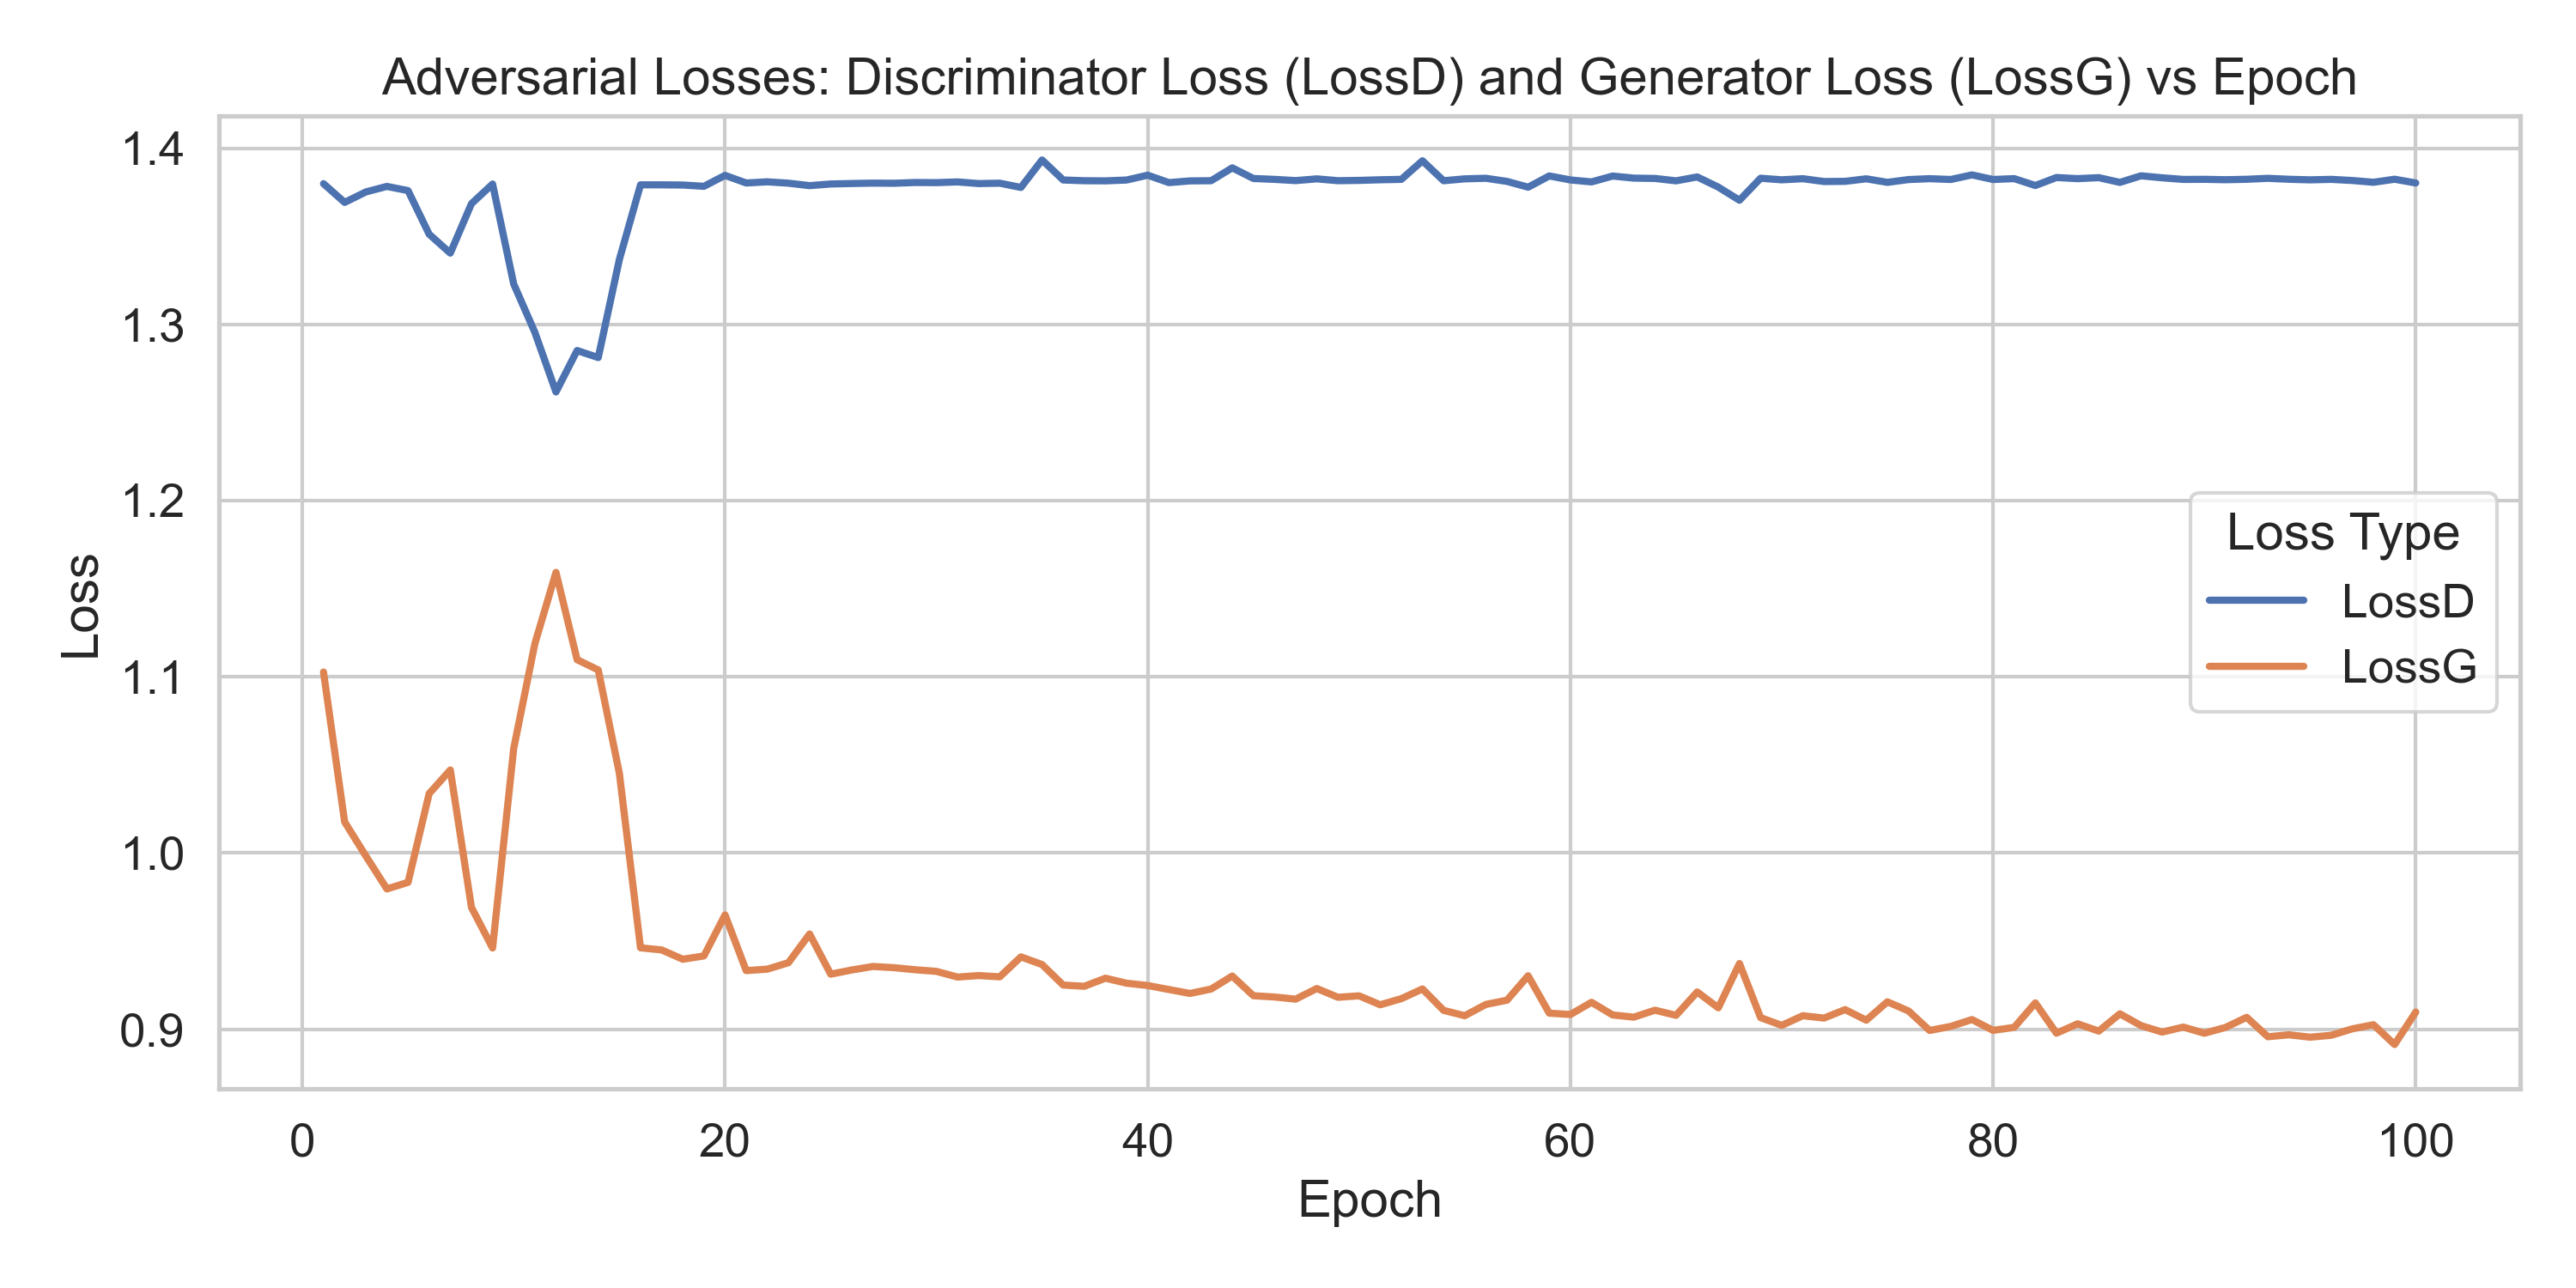 Adversarial Losses: Discriminator Loss (LossD) and Generator Loss (LossG) vs Epoch
1.4
1.3
1.2
1.1
1.0
0.9
Loss
Loss Type
LossD
LossG
0 20 40 60 80 100
Epoch